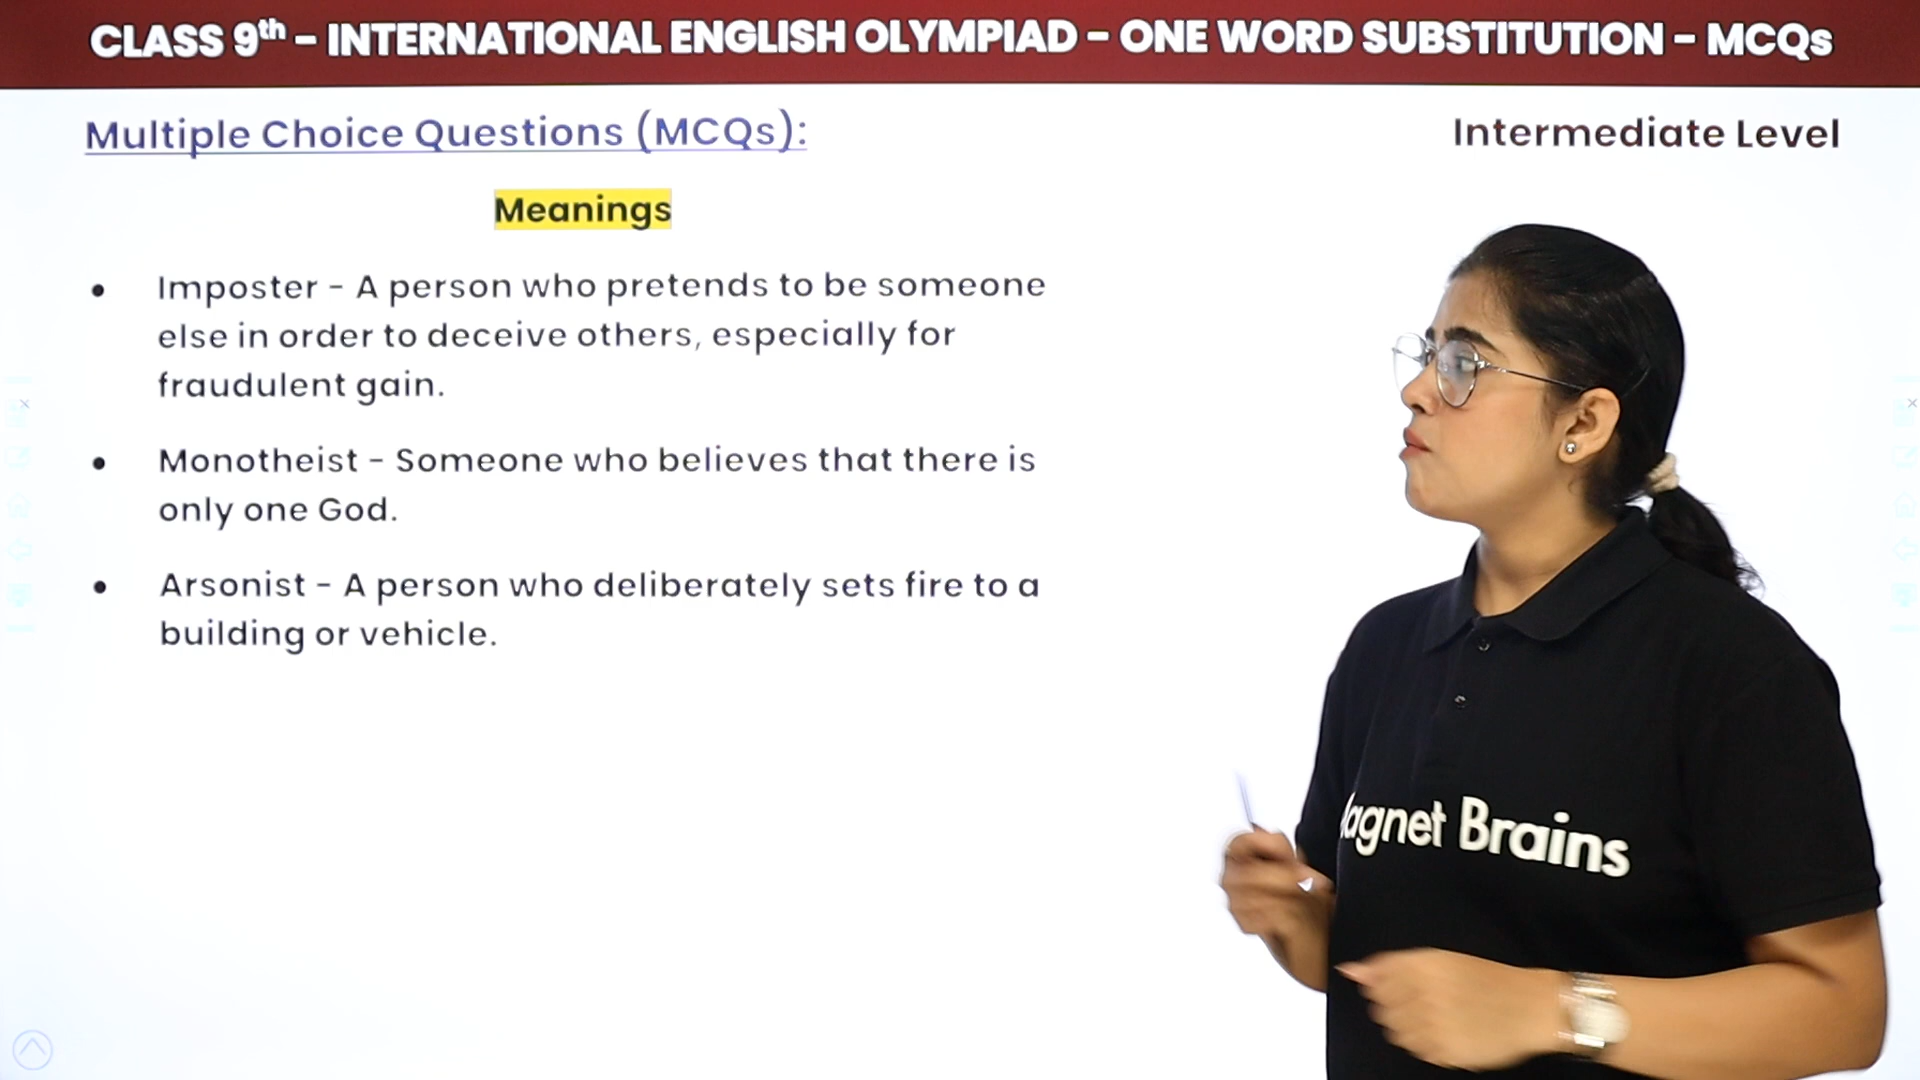 CLASS 9th - INTERNATIONAL ENGLISH OLYMPIAD - ONE WORD SUBSTITUTION - MCQs
Multiple Choice Questions (MCQs):
Intermediate Level
Meanings
• Imposter - A person who pretends to be someone
else in order to deceive others, especially for
fraudulent gain.
• Monotheist - Someone who believes that there is
only one God.
• Arsonist - A person who deliberately sets fire to a
building or vehicle.
agnet Brains